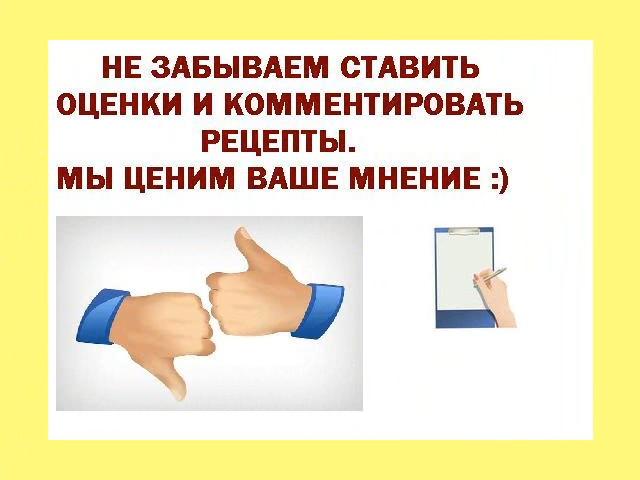 НЕ ЗАБЫВАЕМ СТАВИТЬ
ОЦЕНКИ И КОММЕНТИРОВАТЬ
РЕЦЕПТЫ.
МЫ ЦЕНИМ ВАШЕ МНЕНИЕ :)